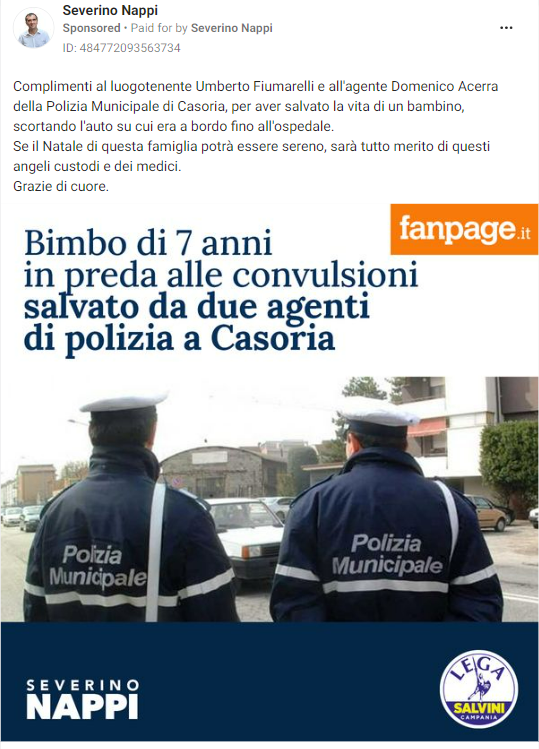 Severino Nappi
Sponsored • Paid for by Severino Nappi
ID: 484772093563734
Complimenti al luogotenente Umberto Fiumarelli e all'agente Domenico Acerra
della Polizia Municipale di Casoria, per aver salvato la vita di un bambino,
scortando l'auto su cui era a bordo fino all'ospedale.
Se il Natale di questa famiglia potrà essere sereno, sarà tutto merito di questi
angeli custodi e dei medici.
Grazie di cuore.
fanpage.it
Bimbo di 7 anni
in preda alle convulsioni
salvato da due agenti
di polizia a Casoria
Polizia
Municipale
Polizia
Municipale
SEVERINO
NAPPI
LEGA
SALVINI
CAMPANIA